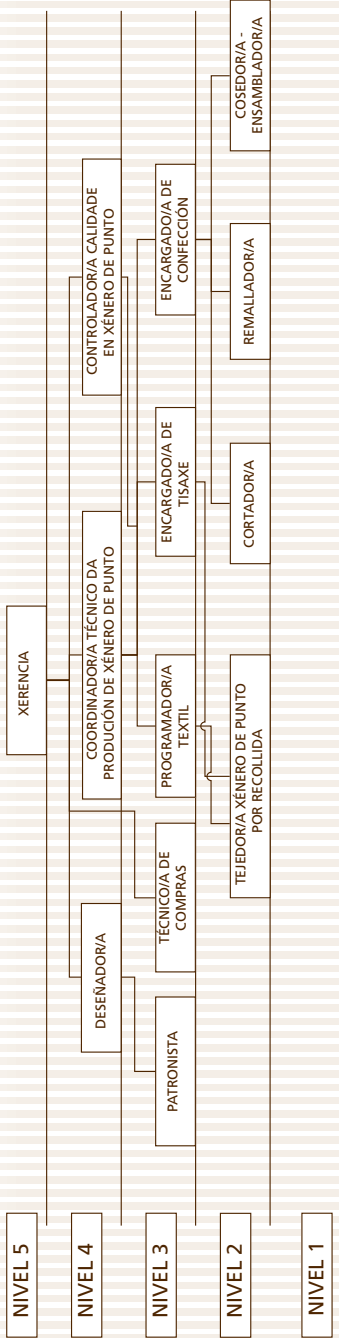 NIVEL 5
XERENCIA
NIVEL 4
DESEÑADOR/A
COORDINADOR/A TÉCNICO DA
PRODUCIÓN DE XÉNERO DE PUNTO
CONTROLADOR/A CALIDADE
EN XÉNERO DE PUNTO
NIVEL 3
PATRONISTA
TÉCNICO/A DE
COMPRAS
PROGRAMADOR/A
TEXTIL
ENCARGADO/A DE
TISAXE
ENCARGADO/A DE
CONFECCIÓN
NIVEL 2
TEJEDOR/A XÉNERO DE PUNTO
POR RECOLLIDA
CORTADOR/A
REMALLADOR/A
COSEDOR/A -
ENSAMBLADOR/A
NIVEL 1